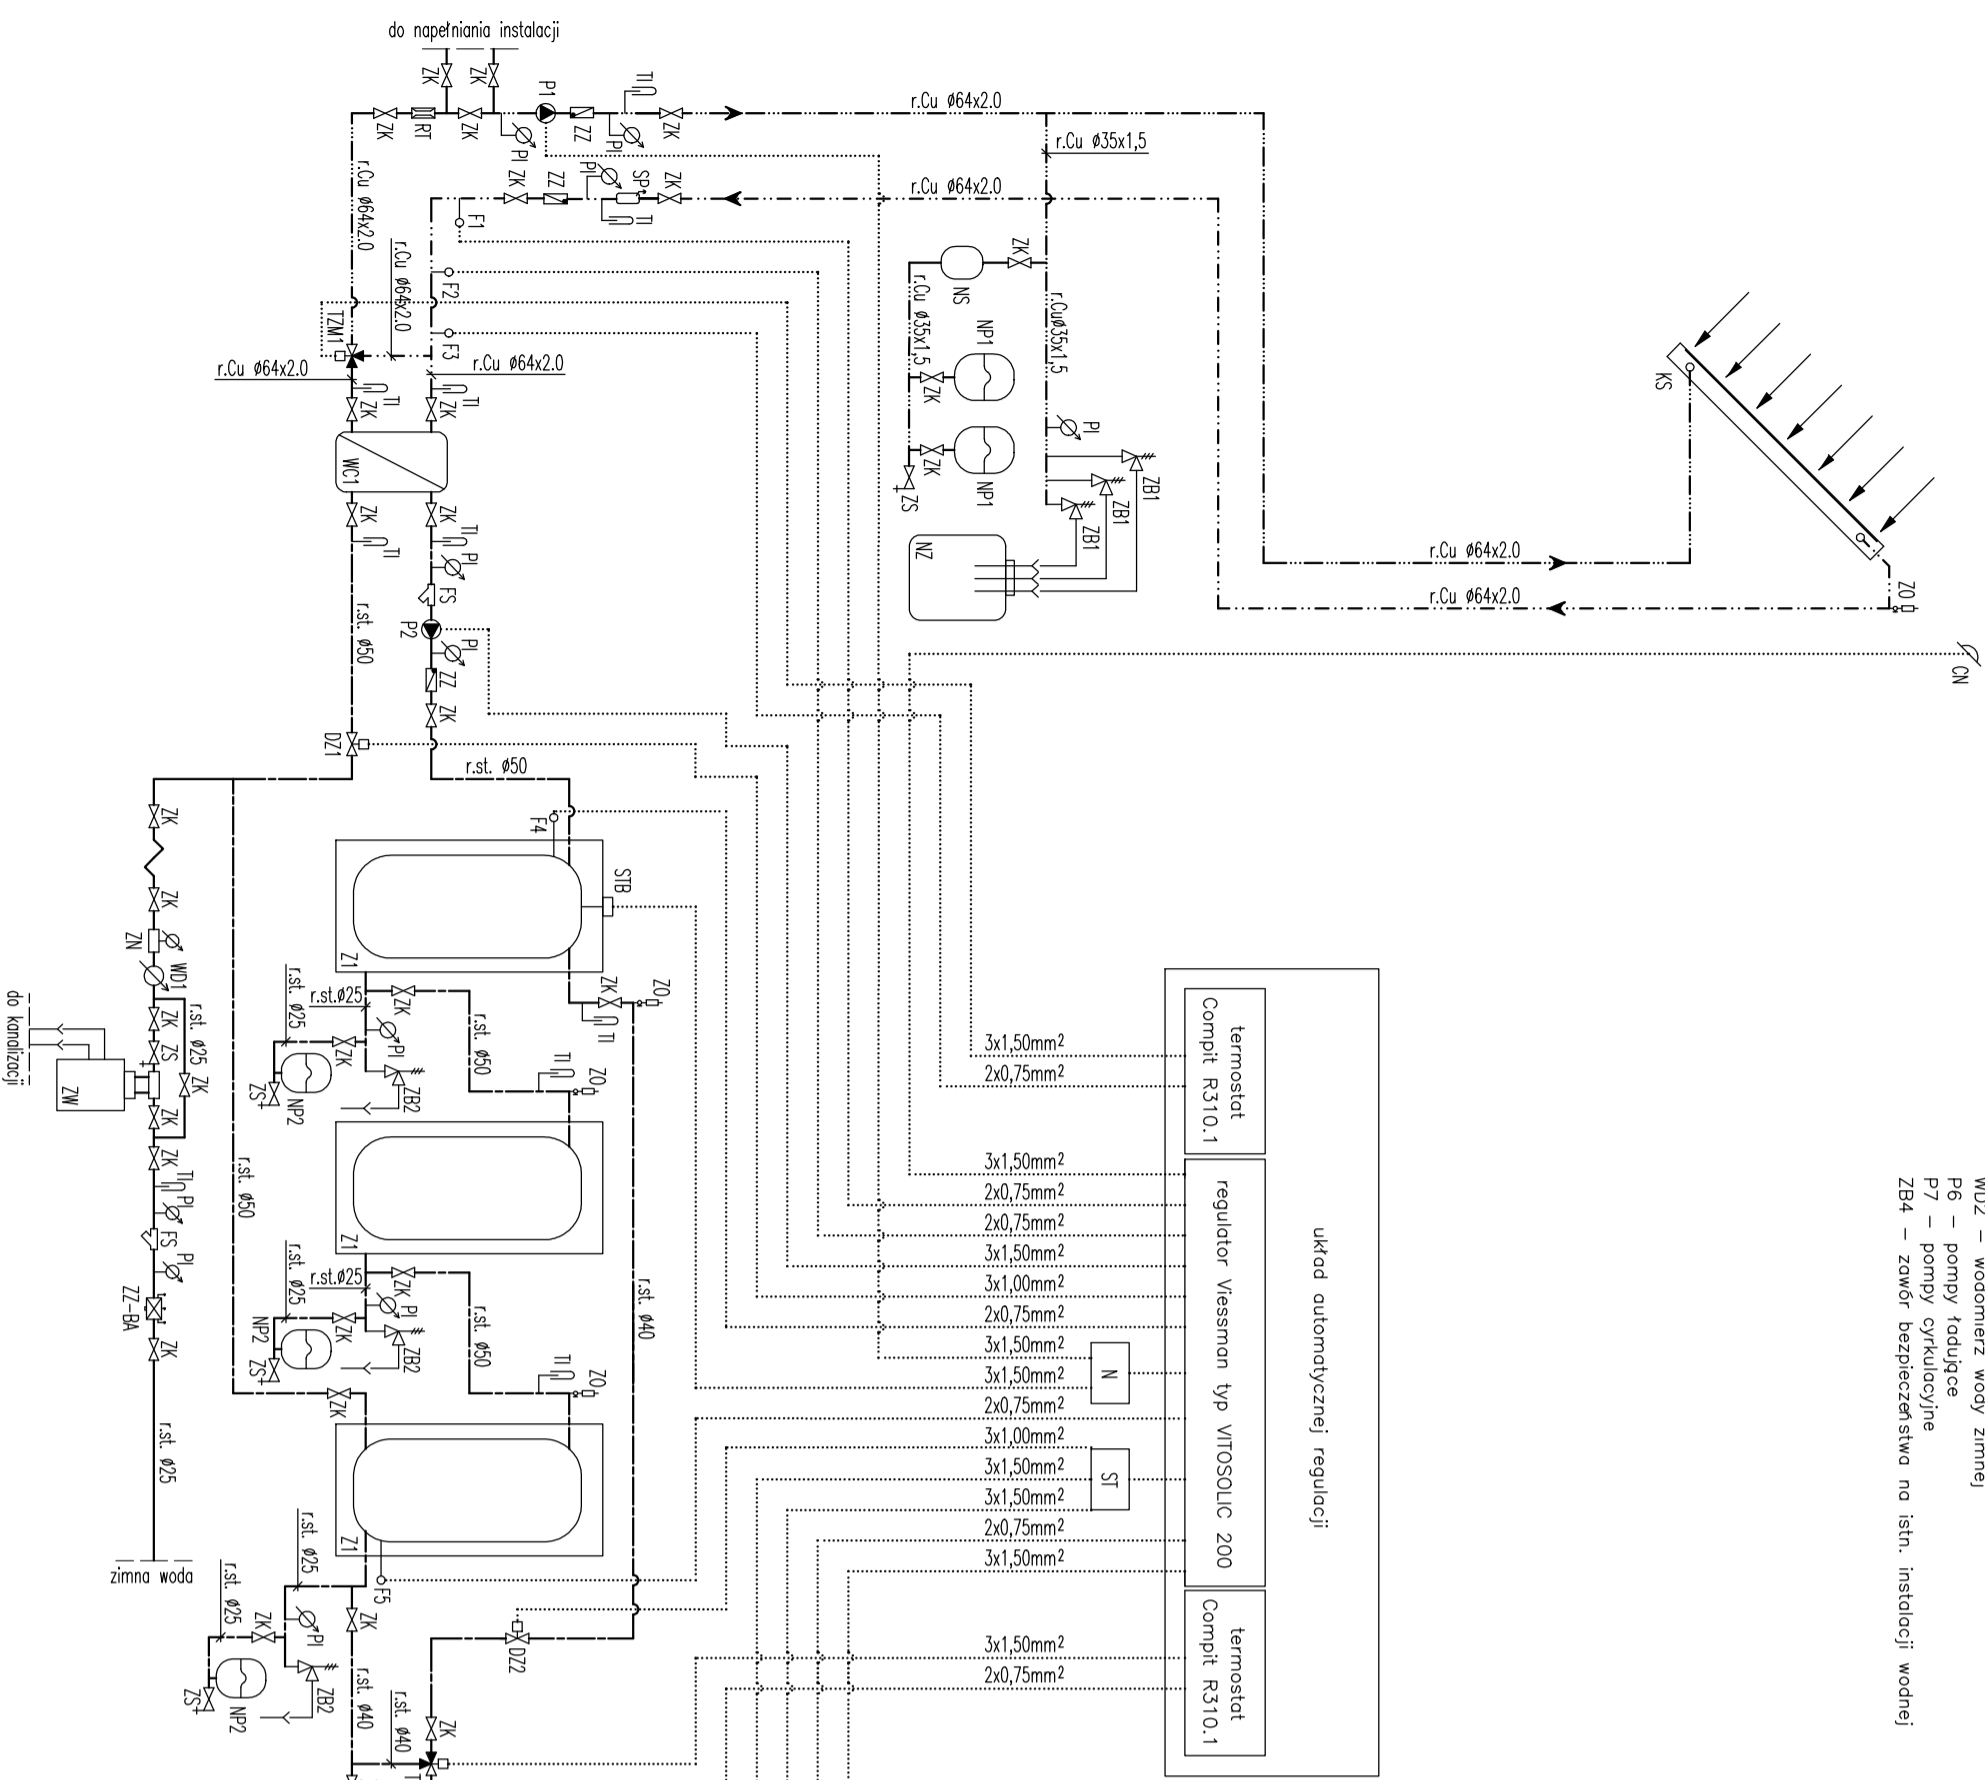 do napełniania instalacji
ZK
ZK
P1
TI
ZK
RT
ZK
PI
ZZ
PI
ZK
r.Cu ø64x2.0
r.Cu ø35x1,5
r.Cu ø64x2.0
r.Cu ø64x2.0
ZK
ZZ
PI
SP
TI
ZK
F1
r.Cu ø64x2.0
F2
F3
TZM1
r.Cu ø64x2.0
r.Cu ø64x2.0
TI
ZK
TI
ZK
WC1
ZK
TI
ZK
TI
PI
FS
P2
PI
ZZ
ZK
r.st. ø50
DZ1
r.st. ø50
ZK
NS
r.Cu ø35x1,5
r.Cuø35x1,5
NP1
ZK
NP1
ZK
ZS
PI
ZB1
ZB1
ZB1
NZ
KS
r.Cu ø64x2.0
r.Cu ø64x2.0
ZO
CN
F4
STB
Z1
ZK
ZK
ZN
WD1
r.st. ø25
ZK
ZS
ZK
ZK
ZW
do kanalizacji
ZK
TI
PI
FS
PI
ZZ-BA
ZK
r.st. ø25
zimna woda
r.st. ø50
r.st. ø25
r.st.ø25
ZK
PI
ZK
ZB2
NP2
ZS
r.st. ø50
ZK
ZO
TI
TI
ZO
Z1
r.st. ø25
r.st.ø25
ZK
PI
ZK
ZB2
NP2
ZS
r.st. ø50
r.st. ø40
TI
ZO
ZK
Z1
F5
r.st. ø25
r.st. ø25
ZK
PI
ZK
ZB2
NP2
ZS
DZ2
r.st. ø40
r.st. ø40
ZK
3x1,50mm²
2x0,75mm²
3x1,50mm²
2x0,75mm²
2x0,75mm²
3x1,50mm²
3x1,00mm²
2x0,75mm²
3x1,50mm²
3x1,50mm²
2x0,75mm²
3x1,00mm²
3x1,50mm²
3x1,50mm²
2x0,75mm²
3x1,50mm²
3x1,50mm²
2x0,75mm²
N
ST
termostat
Compit R310.1
regulator Viessman typ VITOSOLIC 200
termostat
Compit R310.1
układ automatycznej regulacji
WD2 – wodomierz wody zimnej
P6 – pompy ładujące
P7 – pompy cyrkulacyjne
ZB4 – zawór bezpieczeństwa na istn. instalacji wodnej